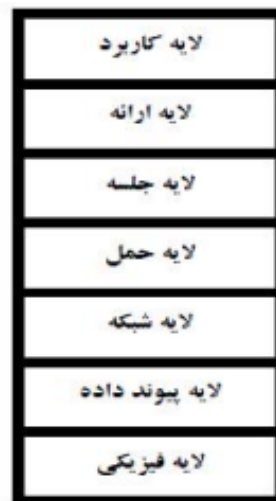 لایه کاربرد
لایه ارائه
لایه جلسه
لایه حمل
لایه شبکه
لایه پیوند داده
لایه فیزیکی